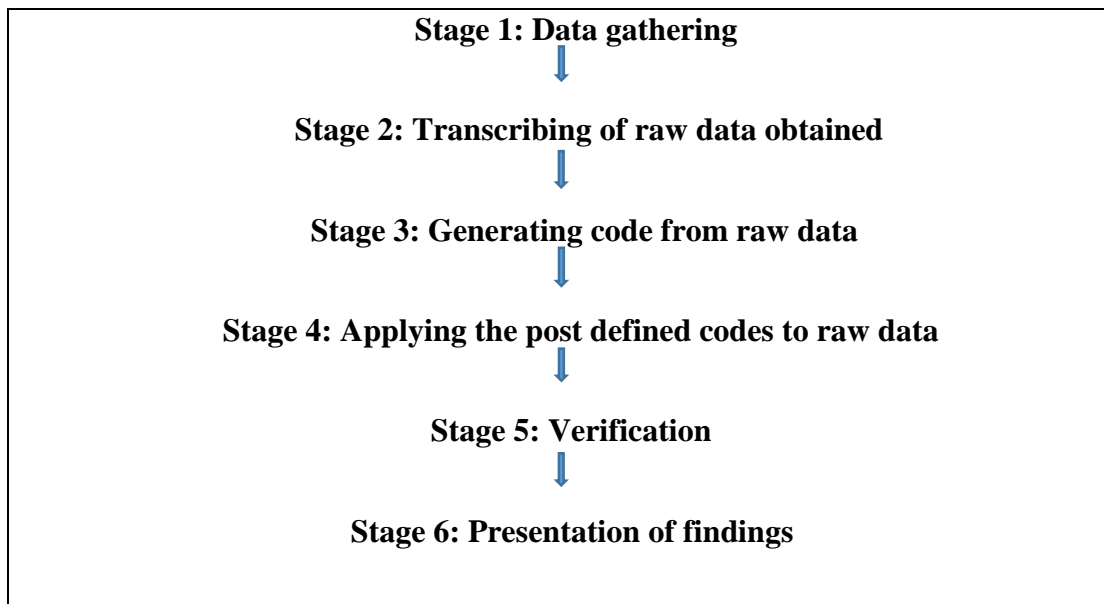 Stage 1: Data gathering
Stage 2: Transcribing of raw data obtained
Stage 3: Generating code from raw data
Stage 4: Applying the post defined codes to raw data
Stage 5: Verification
Stage 6: Presentation of findings